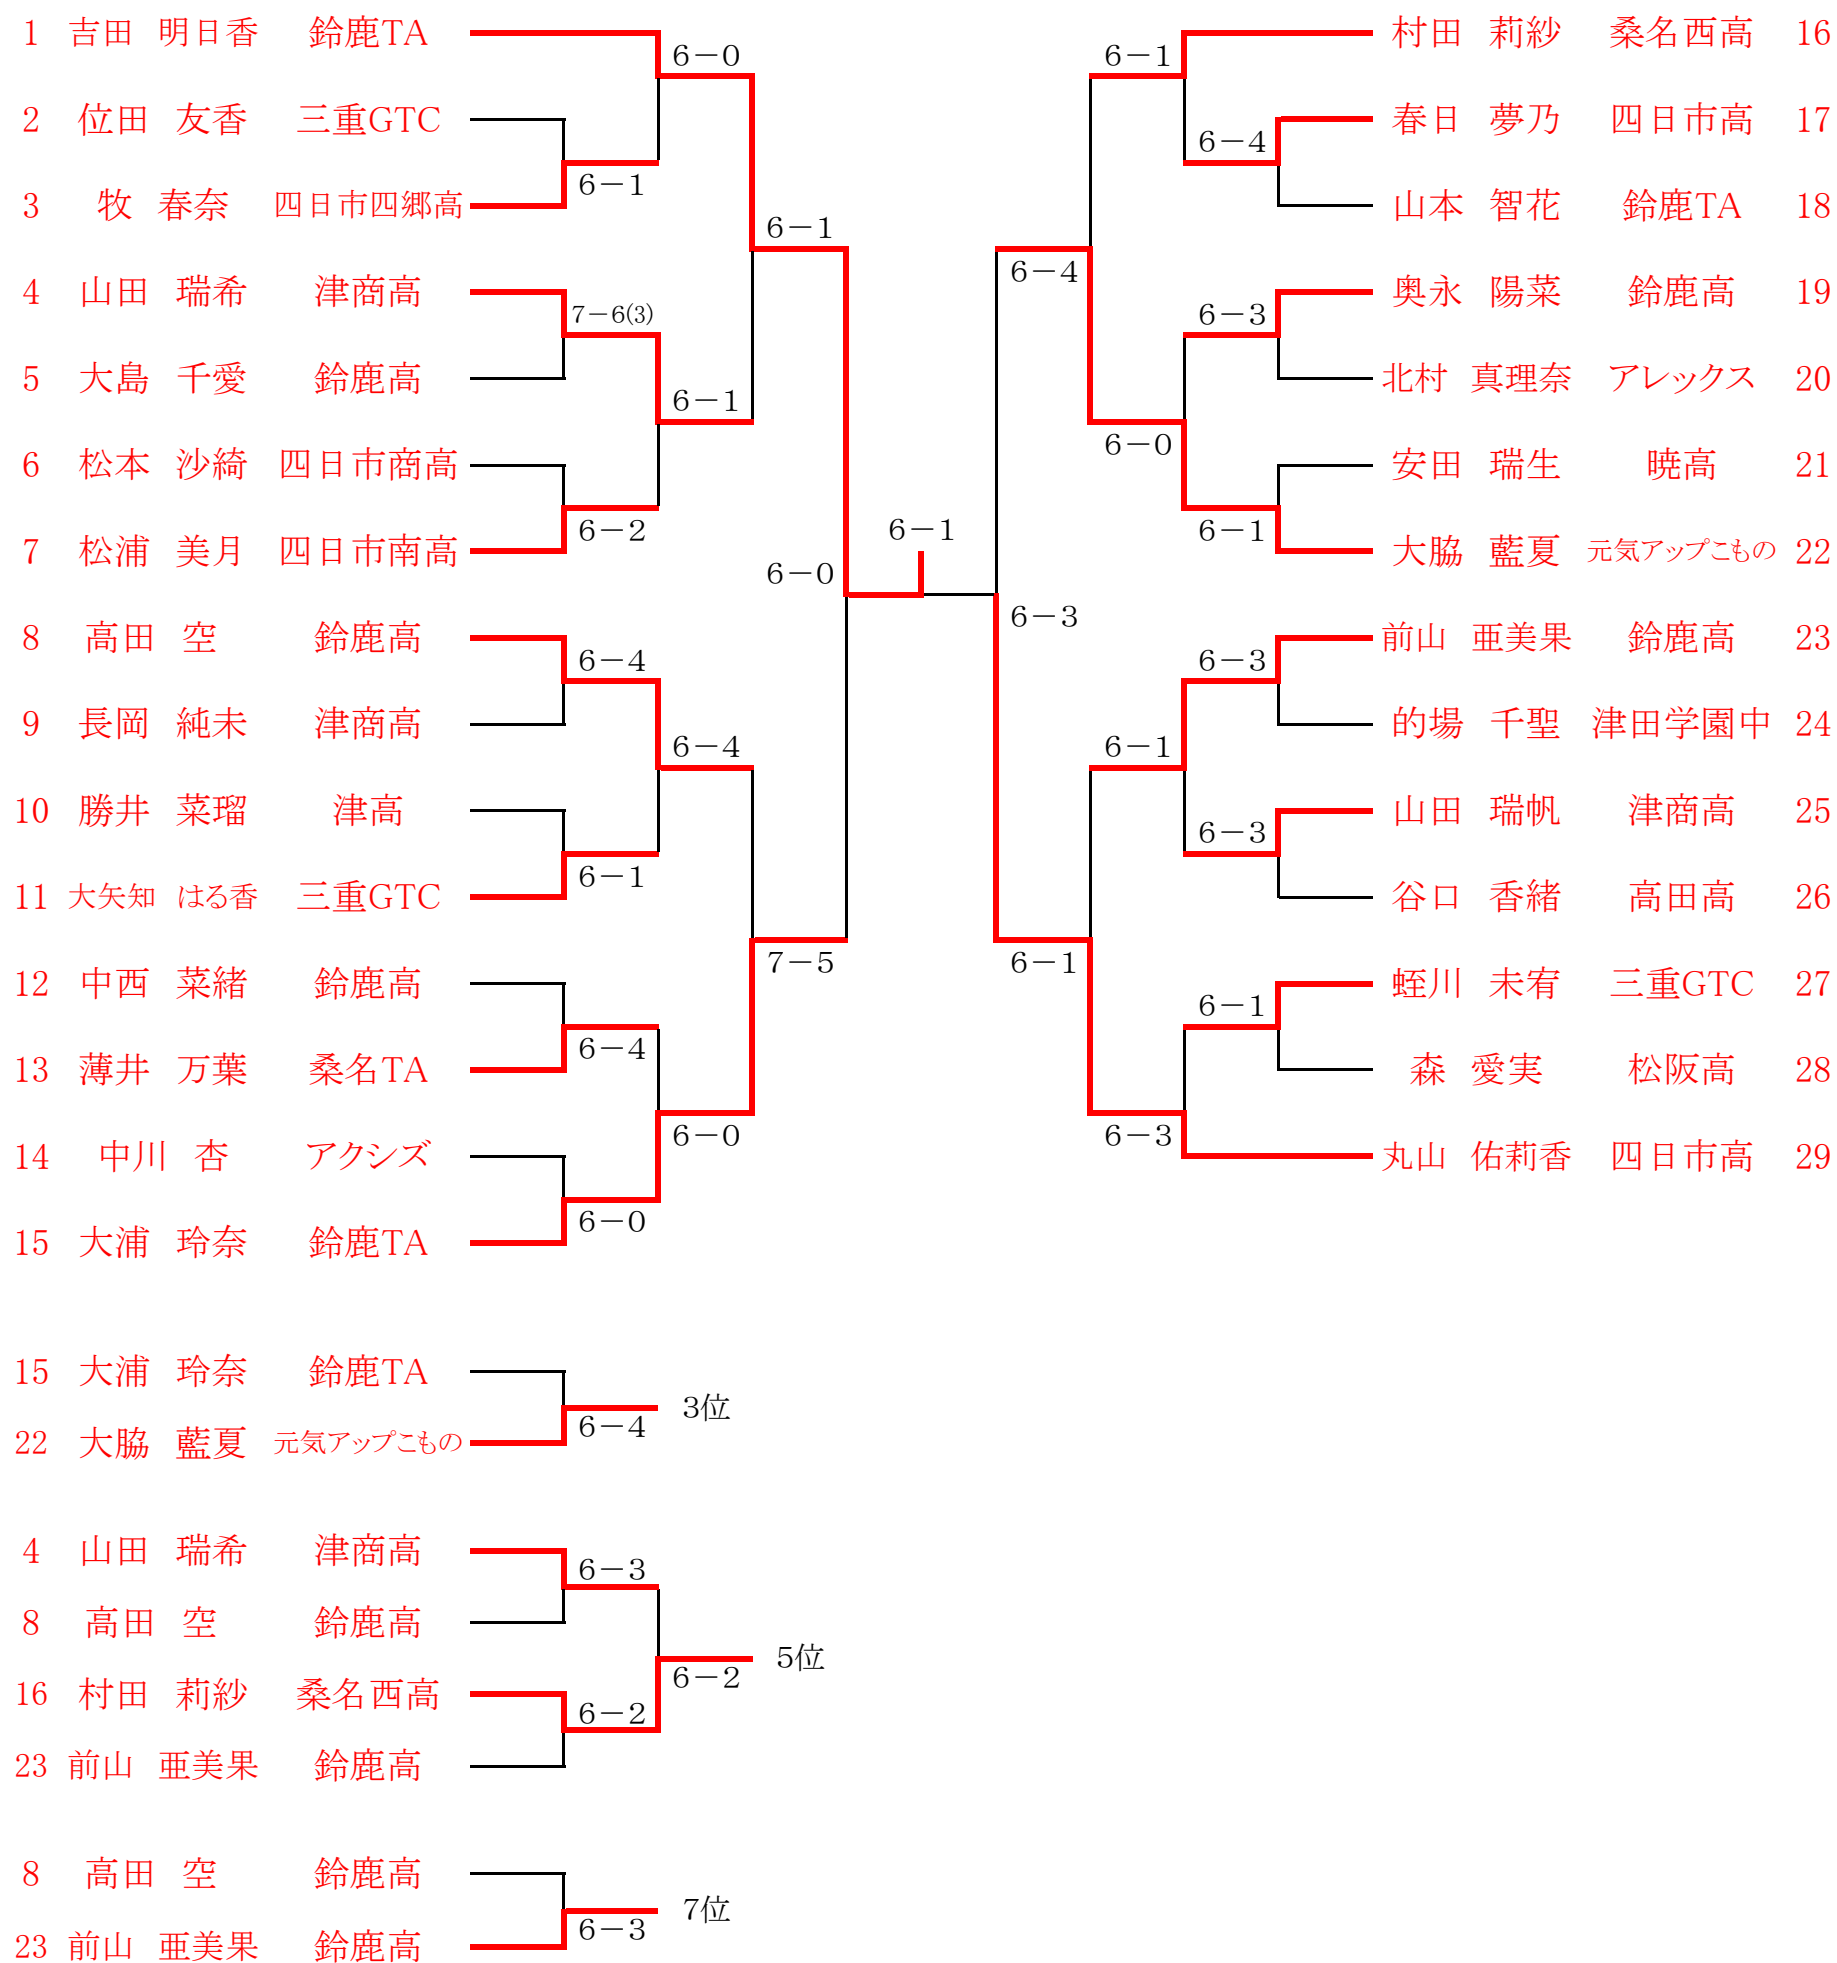 1 吉田 明日香 鈴鹿TA 6－0 6－1 村田 莉紗 桑名西高 16
2 位田 友香 三重GTC 春日 夢乃 四日市高 17
6－4
3 牧 春奈 四日市四郷高 6－1 山本 智花 鈴鹿TA 18
6－1
6－4
4 山田 瑞希 津商高 7－6(3) 6－3 奥永 陽菜 鈴鹿高 19
5 大島 千愛 鈴鹿高 北村 真理奈 アレックス 20
6－1
6－0
6 松本 沙綺 四日市商高 安田 瑞生 暁高 21
6－2 6－1 6－1
7 松浦 美月 四日市南高 大脇 藍夏 元気アップこもの 22
6－0
6－3
8 高田 空 鈴鹿高 6－4 6－3 前山 亜美果 鈴鹿高 23
9 長岡 純未 津商高 的場 千聖 津田学園中 24
6－4 6－1
10 勝井 菜瑠 津高 山田 瑞帆 津商高 25
6－3
11 大矢知 はる香 三重GTC 6－1 谷口 香緒 高田高 26
7－5 6－1
12 中西 菜緒 鈴鹿高 蛭川 未宥 三重GTC 27
6－1
6－4
13 薄井 万葉 桑名TA 森 愛実 松阪高 28
6－0 6－3
14 中川 杏 アクシズ 丸山 佑莉香 四日市高 29
6－0
15 大浦 玲奈 鈴鹿TA
15 大浦 玲奈 鈴鹿TA
6－4 3位
22 大脇 藍夏 元気アップこもの
4 山田 瑞希 津商高
6－3
8 高田 空 鈴鹿高
6－2 5位
16 村田 莉紗 桑名西高
6－2
23 前山 亜美果 鈴鹿高
8 高田 空 鈴鹿高
6－3 7位
23 前山 亜美果 鈴鹿高